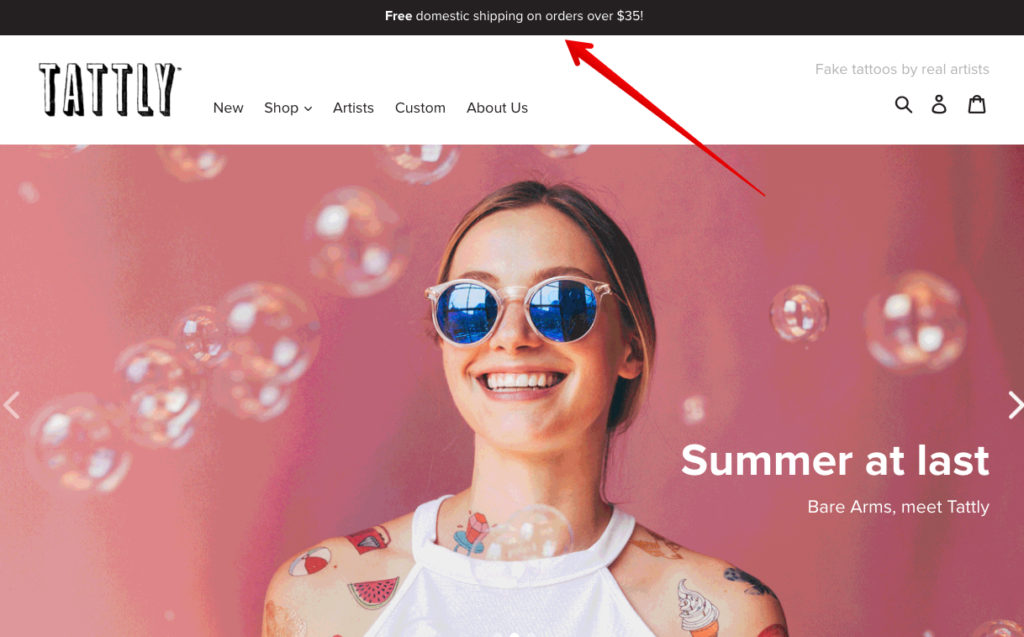 Free domestic shipping on orders over $35!
Fake tattoos by real artists
TATTLY™
New Shop Artists Custom About Us
Summer at last
Bare Arms, meet Tattly